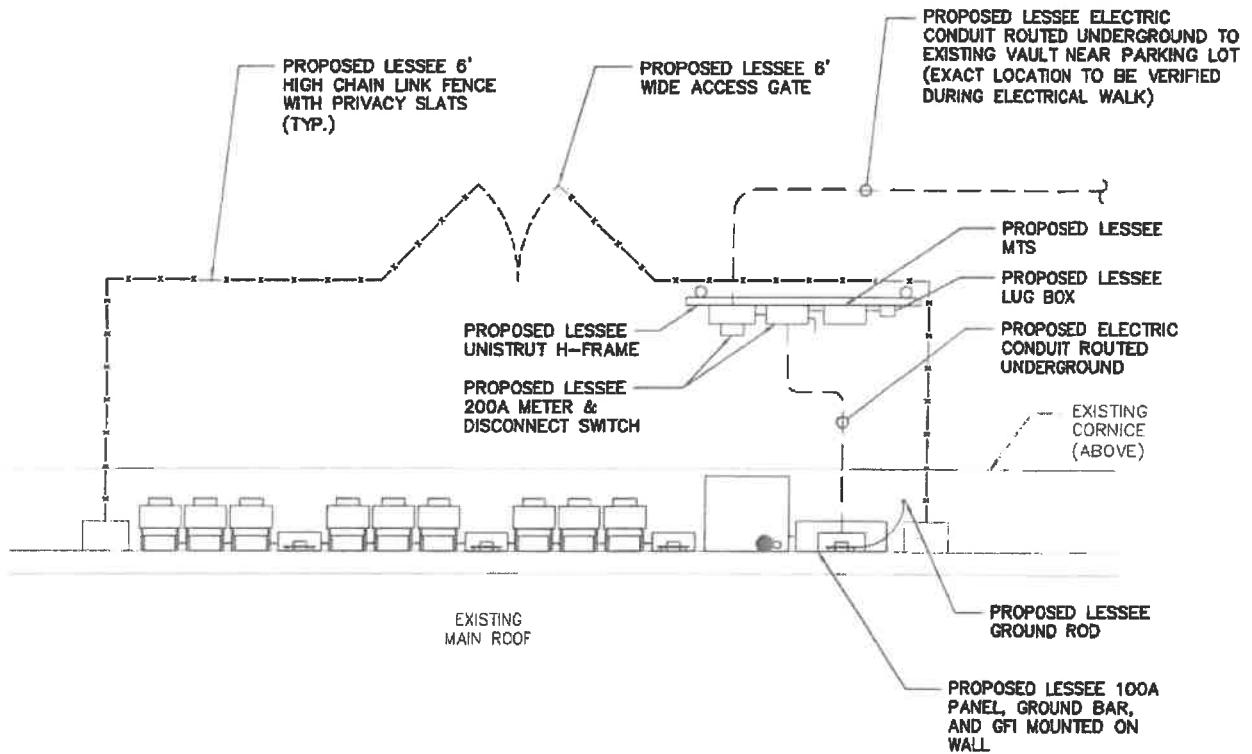 PROPOSED LESSEE 6'
HIGH CHAIN LINK FENCE
WITH PRIVACY SLATS
(TYP.)
PROPOSED LESSEE 6'
WIDE ACCESS GATE
PROPOSED LESSEE ELECTRIC
CONDUIT ROUTED UNDERGROUND TO
EXISTING VAULT NEAR PARKING LOT
(EXACT LOCATION TO BE VERIFIED
DURING ELECTRICAL WALK)
PROPOSED LESSEE
MTS
PROPOSED LESSEE
LUG BOX
PROPOSED LESSEE
UNISTRUT H-FRAME
PROPOSED ELECTRIC
CONDUIT ROUTED
UNDERGROUND
PROPOSED LESSEE
200A METER &
DISCONNECT SWITCH
EXISTING
CORNICE
(ABOVE)
EXISTING
MAIN ROOF
PROPOSED LESSEE
GROUND ROD
PROPOSED LESSEE 100A
PANEL, GROUND BAR,
AND GFI MOUNTED ON
WALL